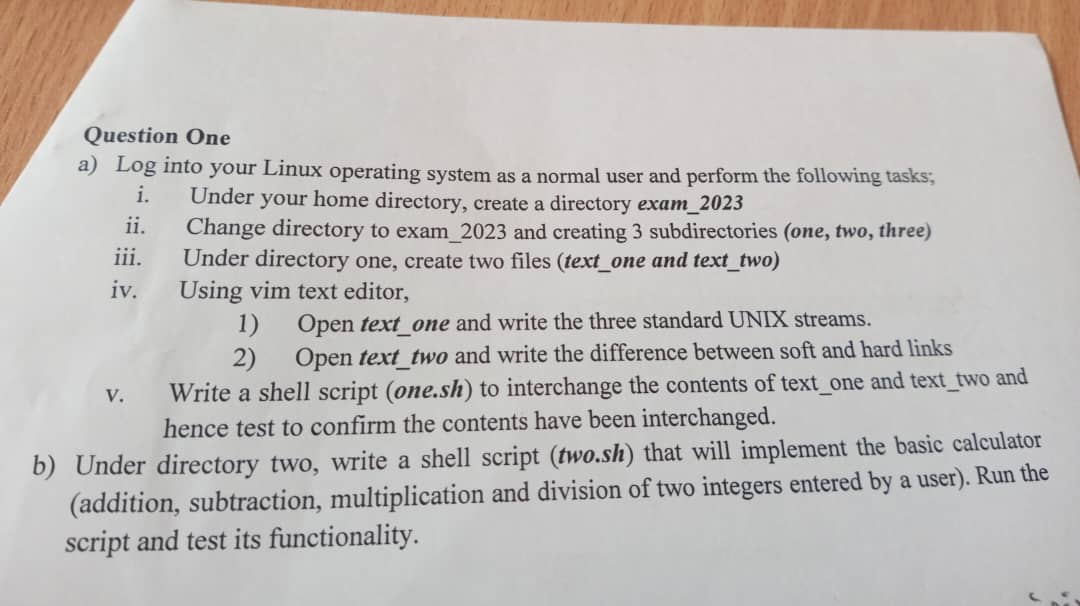 Question One
a) Log into your Linux operating system as a normal user and perform the following tasks;
i. Under your home directory, create a directory exam_2023
ii. Change directory to exam_2023 and creating 3 subdirectories (one, two, three)
iii. Under directory one, create two files (text_one and text_two)
iv. Using vim text editor,
1) Open text_one and write the three standard UNIX streams.
2) Open text_two and write the difference between soft and hard links
v. Write a shell script (one.sh) to interchange the contents of text_one and text_two and
hence test to confirm the contents have been interchanged.
b) Under directory two, write a shell script (two.sh) that will implement the basic calculator
(addition, subtraction, multiplication and division of two integers entered by a user). Run the
script and test its functionality.